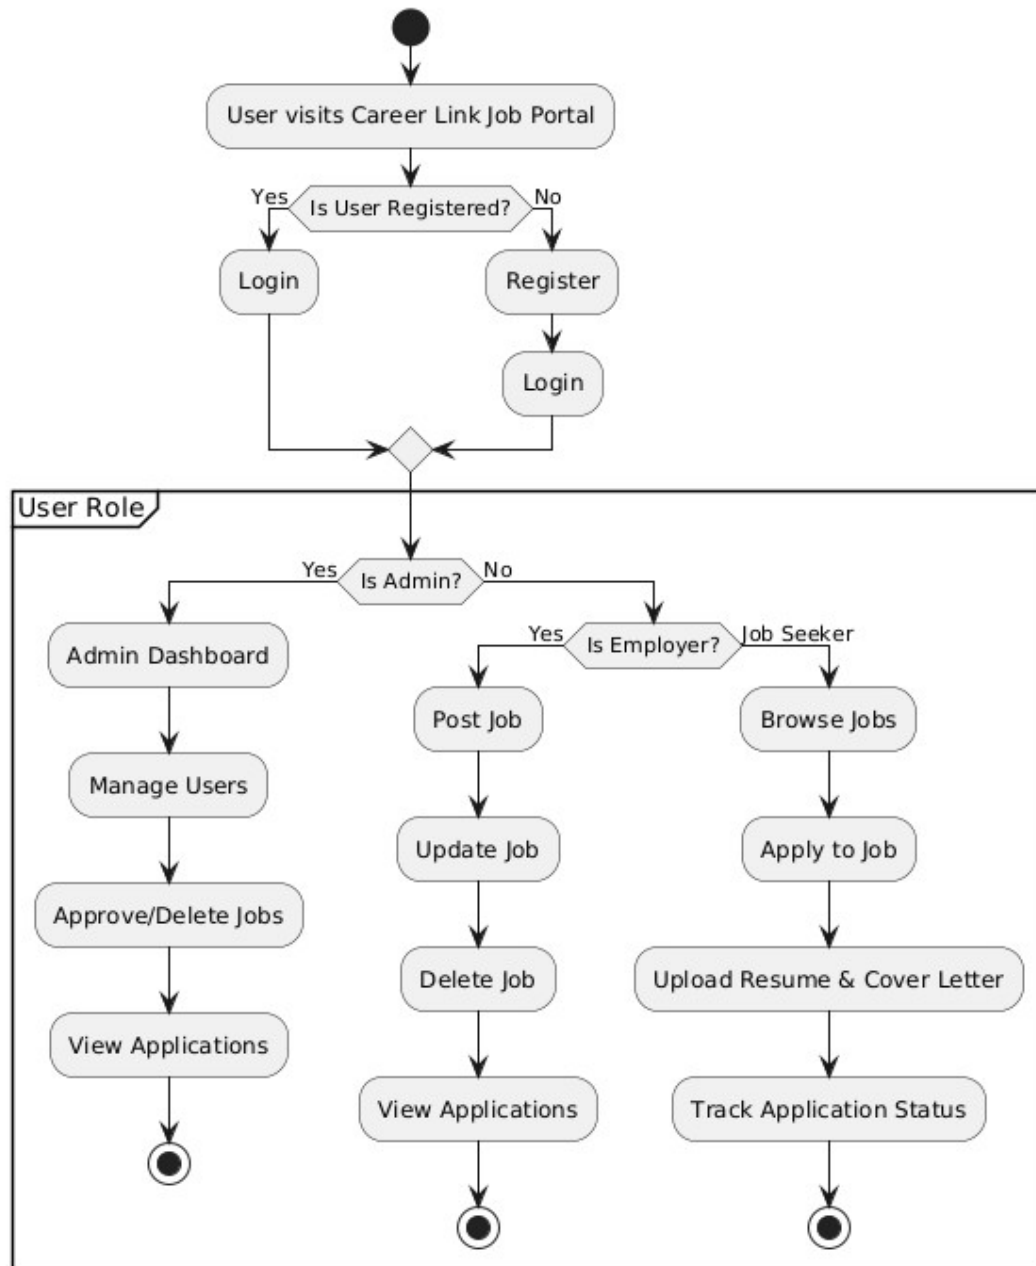 User visits Career Link Job Portal
Yes
Is User Registered?
No
Login
Register
Login
User Role
Yes
Is Admin?
No
Admin Dashboard
Manage Users
Approve/Delete Jobs
View Applications
Yes
Is Employer?
Job Seeker
Post Job
Update Job
Delete Job
View Applications
Browse Jobs
Apply to Job
Upload Resume & Cover Letter
Track Application Status